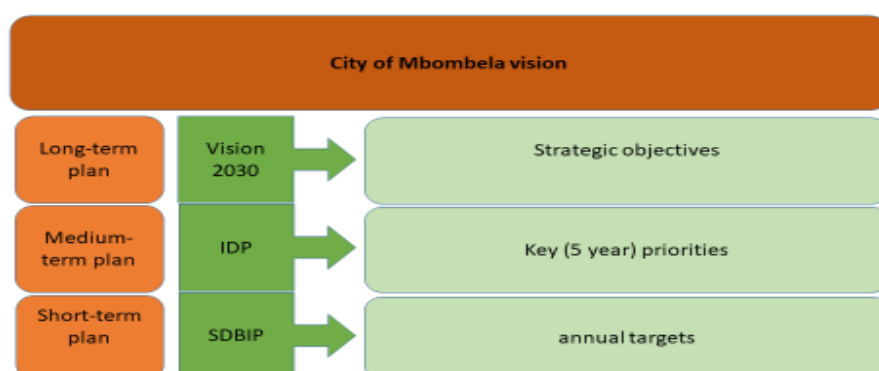 City of Mbombela vision
Long-term
plan
Vision
2030
Strategic objectives
Medium-
term plan
IDP
Key (5 year) priorities
Short-term
plan
SDBIP
annual targets